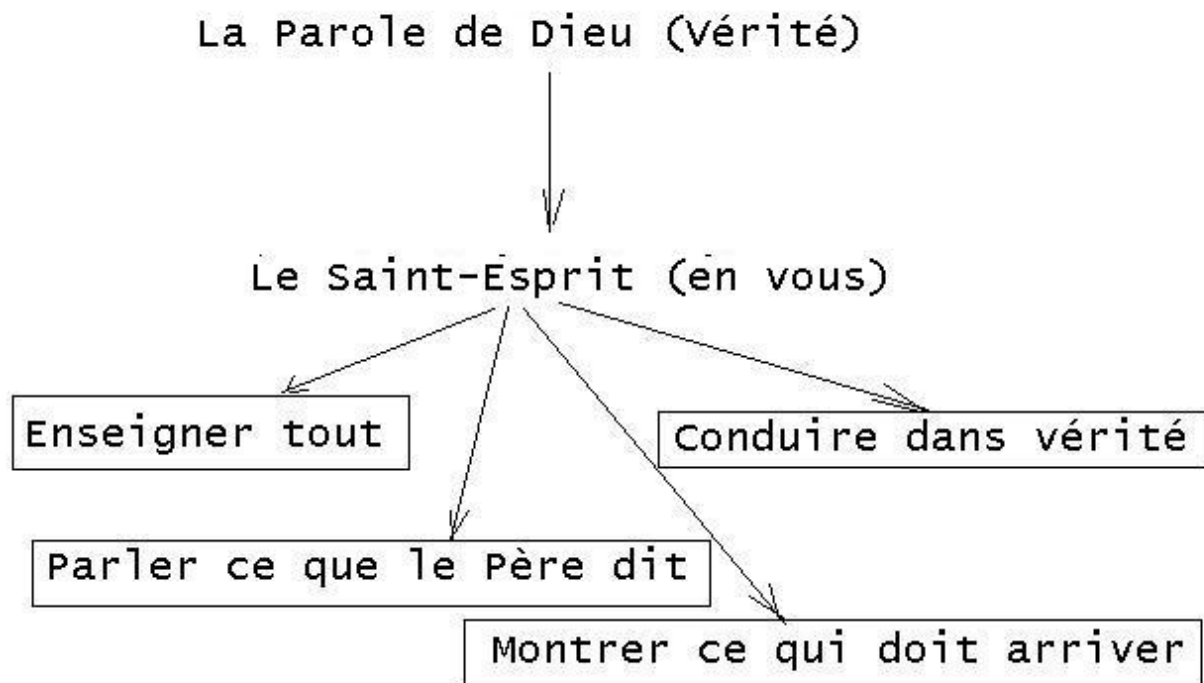 La Parole de Dieu (Vérité)
Le Saint-Esprit (en vous)
Enseigner tout
Conduire dans vérité
Parler ce que le Père dit
Montrer ce qui doit arriver